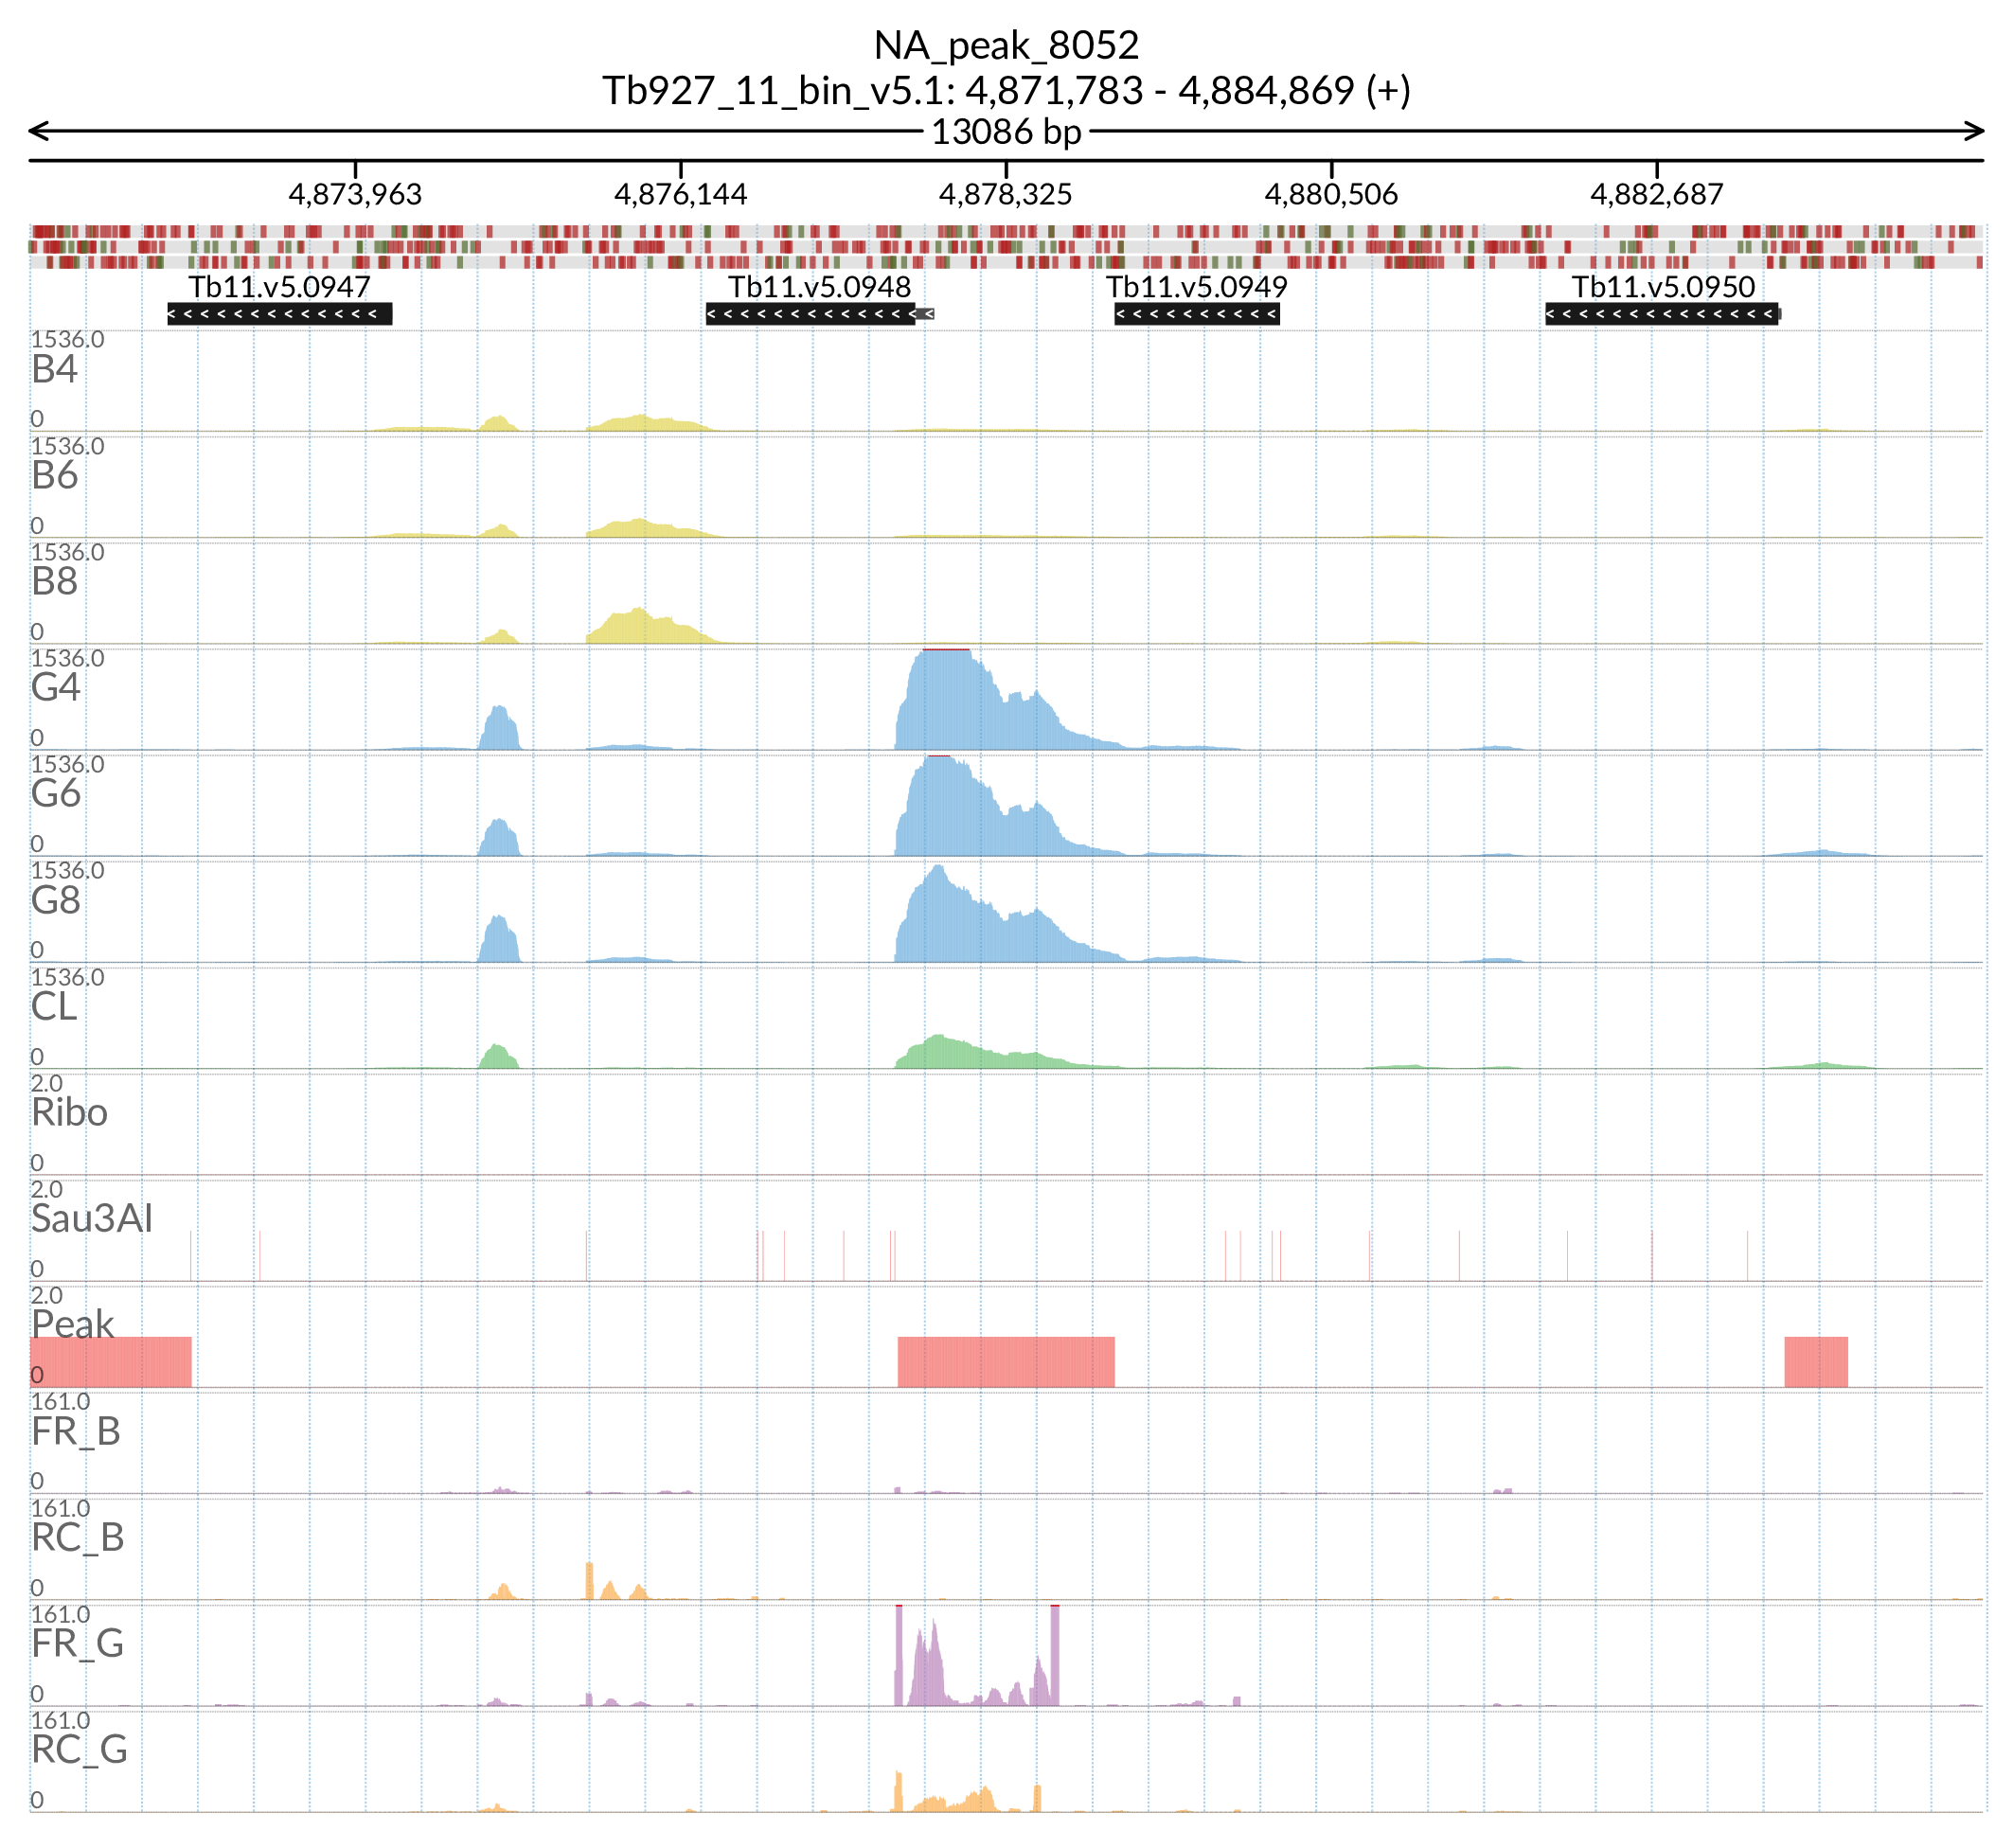 NA_peak_8052
Tb927_11_bin_v5.1: 4,871,783 - 4,884,869 (+)
13086 bp
4,873,963 4,876,144 4,878,325 4,880,506 4,882,687
Tb11.v5.0947 Tb11.v5.0948 Tb11.v5.0949 Tb11.v5.0950
1536.0
B4
0
1536.0
B6
0
1536.0
B8
0
1536.0
G4
0
1536.0
G6
0
1536.0
G8
0
1536.0
CL
0
2.0
Ribo
0
2.0
Sau3AI
0
2.0
Peak
0
161.0
FR_B
0
161.0
RC_B
0
161.0
FR_G
0
161.0
RC_G
0